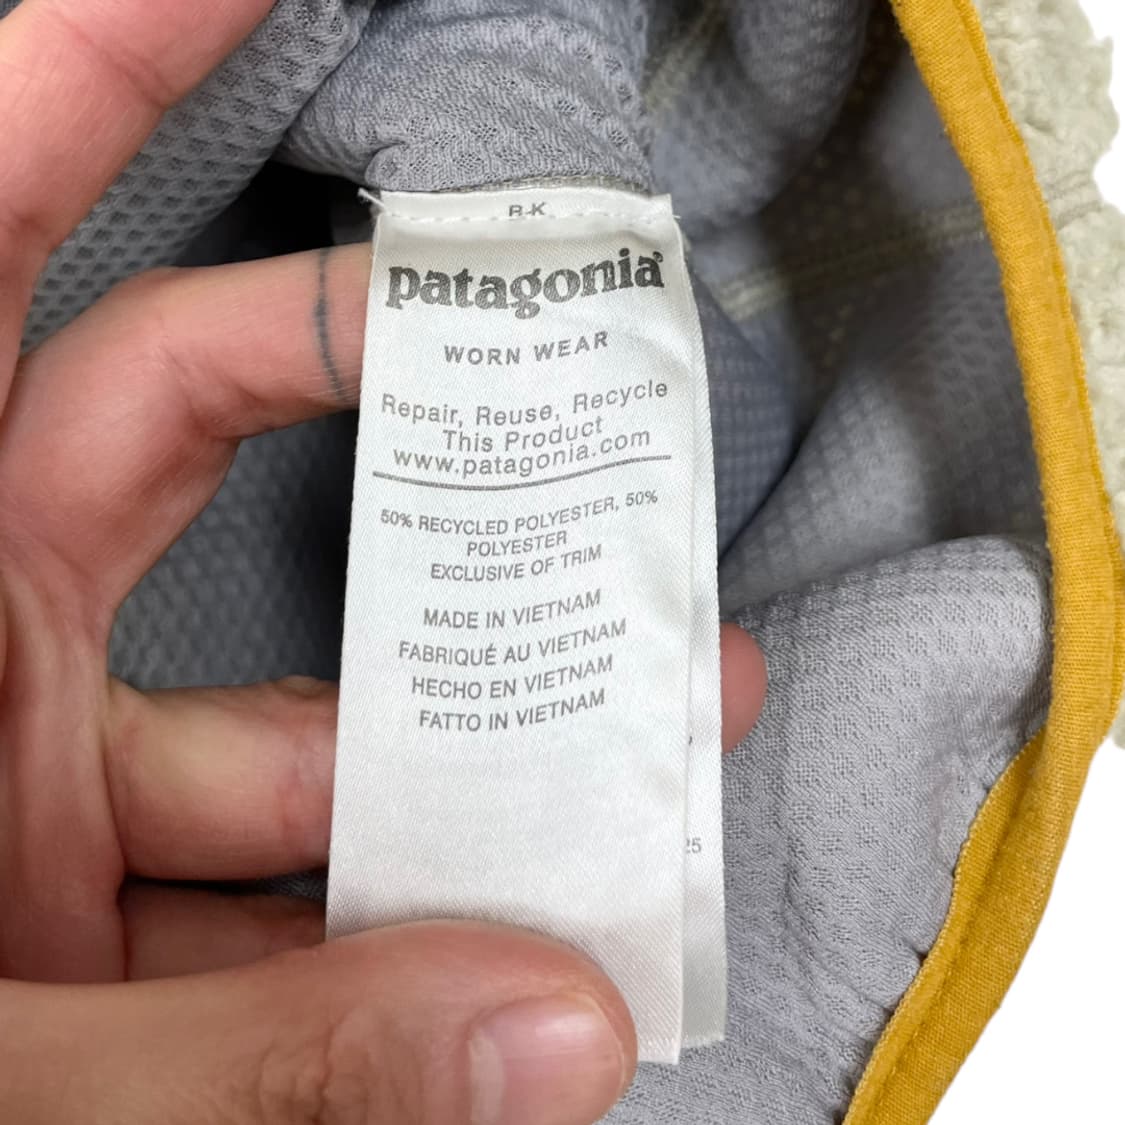 R-K
patagonia®
WORN WEAR
Repair, Reuse, Recycle
This Product
www.patagonia.com
50% RECYCLED POLYESTER, 50%
POLYESTER
EXCLUSIVE OF TRIM
MADE IN VIETNAM
FABRIQUÉ AU VIETNAM
HECHO EN VIETNAM
FATTO IN VIETNAM
25